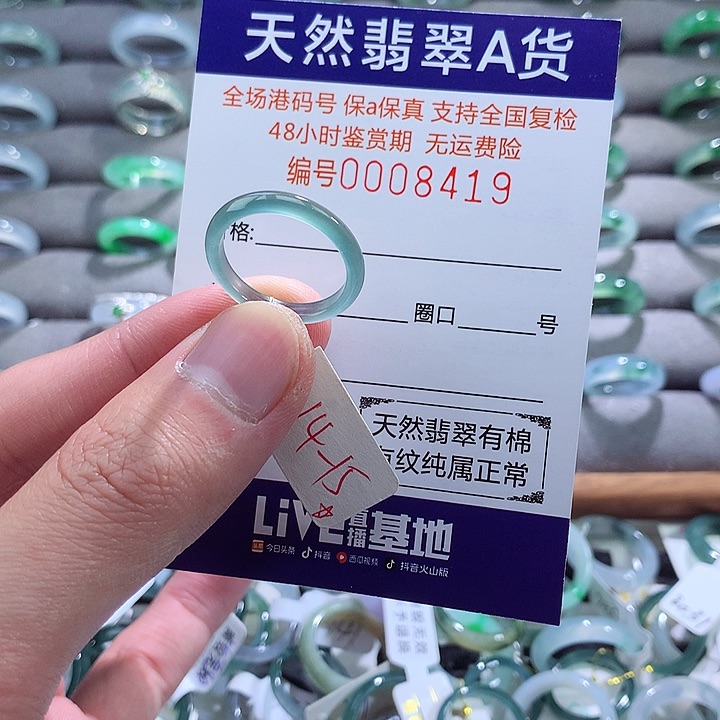 天然翡翠A货
全场港码号 保a保真 支持全国复检
48小时鉴赏期 无运费险
编号0008419
格:
圈口 号
天然翡翠有棉
纹纯属正常
LiVe直播基地
今日头条 抖音 西瓜视频 抖音火山版